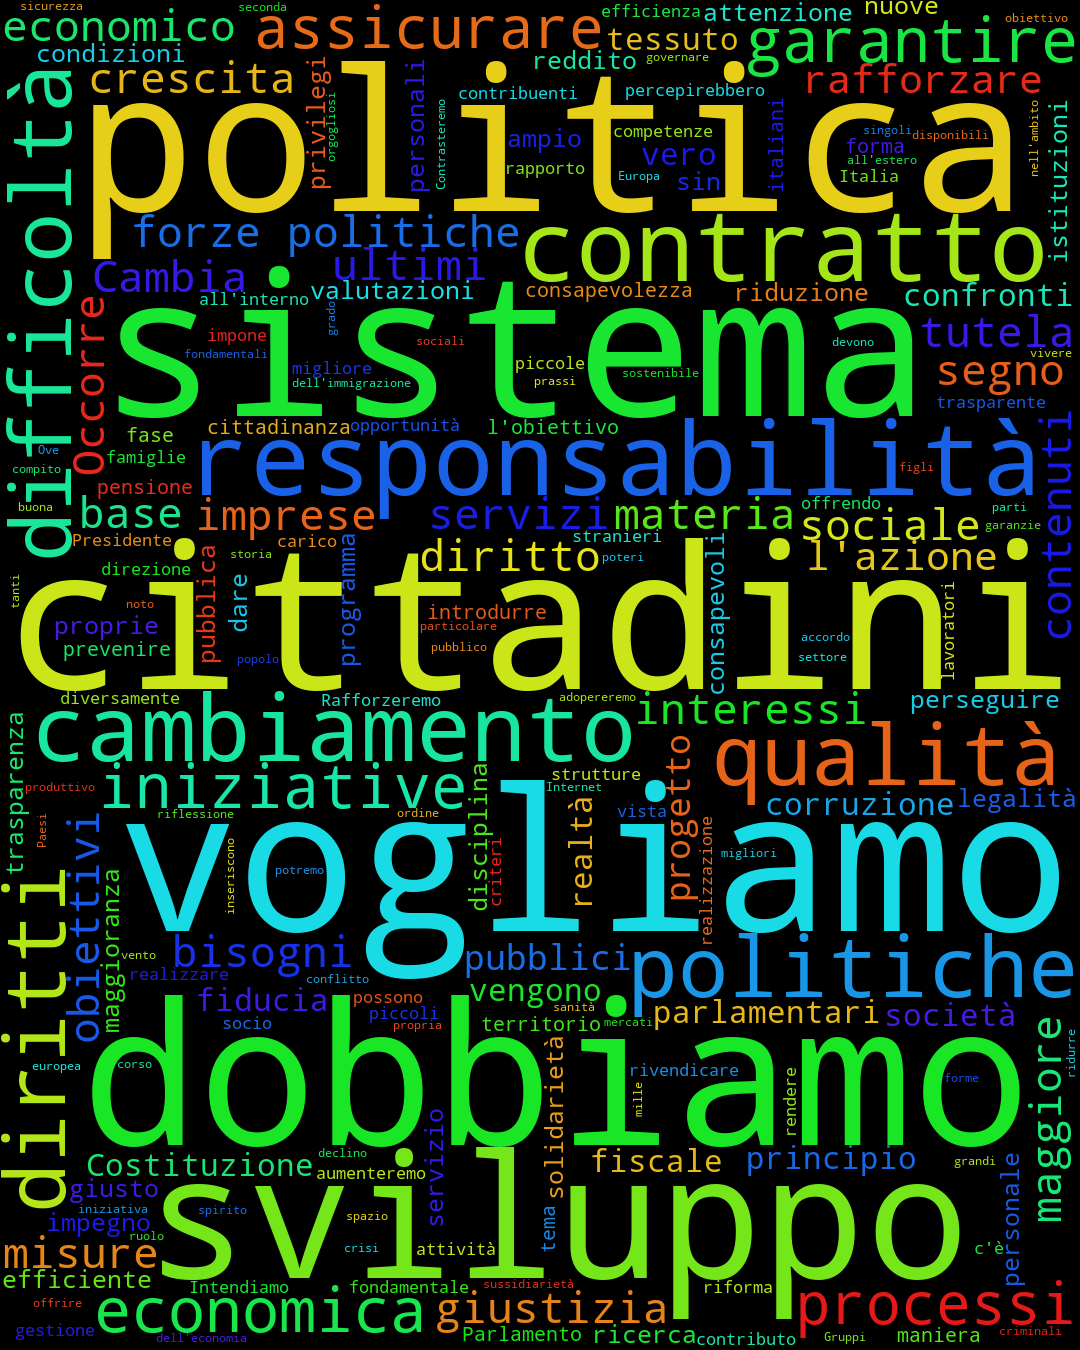 sicurezza
seconda
economico
assicurare
efficienza
attenzione
nuove
obiettivo
condizioni
tessuto
garantire
reddito
governare
crescita
privilegi
orgogliosi
personali
Contrasteremo
contribuenti
percepirebbero
rafforzare
difficoltà
politica
ampio
competenze
vero
italiani
singoli
disponibili
nell'ambito
istituzioni
forma
all'estero
rapporto
Europa
sin
Italia
forze politiche
contratto
Cambia
ultimi
all'interno
valutazioni
consapevolezza
riduzione
confronti
Occorre
sistema
grado
impone
sociali
devono
tutela
fondamentali
vivere
migliore
piccole
segno
dell'immigrazione
prassi
sostenibile
trasparente
fase
cittadinanza
opportunità
l'obiettivo
contenuti
Ove
famiglie
responsabilità
compito
figli
pensione
buona
base
imprese
servizi
materia
offrendo
parti
sociale
garanzie
Presidente
carico
programma
stranieri
storia
diritto
poteri
consapevoli
l'azione
direzione
pubblica
dare
tanti
cittadini
noto
introdurre
lavoratori
proprie
particolare
accordo
prevenire
popolo
pubblico
settore
diversamente
Rafforzeremo
adopereremo
interessi
perseguire
trasparenza
cambiamento
qualità
iniziative
disciplina
strutture
progetto
produttivo
Internet
corruzione
legalità
Paesi
obiettivi
riflessione
ordine
realtà
vista
vogliamo
realizzazione
inseriscono
criteri
migliori
diritti
maggioranza
potremo
bisogni
pubblici
politiche
vento
realizzare
conflitto
fiducia
possono
vengono
sanità
parlamentari
società
piccoli
socio
propria
territorio
mercati
maggiore
ridurre
dobbiamo
solidarietà
europea
corso
rivendicare
forme
mille
rendere
servizio
declino
Costituzione
aumenteremo
fiscale
principio
grandi
personale
giusto
sviluppo
iniziativa
spirito
impegno
spazio
tema
ruolo
misure
crisi
attività
c'è
efficiente
Intendiamo
fondamentale
sussidiarietà
riforma
offrire
economica
giustizia
processi
gestione
dell'economia
Parlamento
ricerca
contributo
Gruppi
maniera
criminali